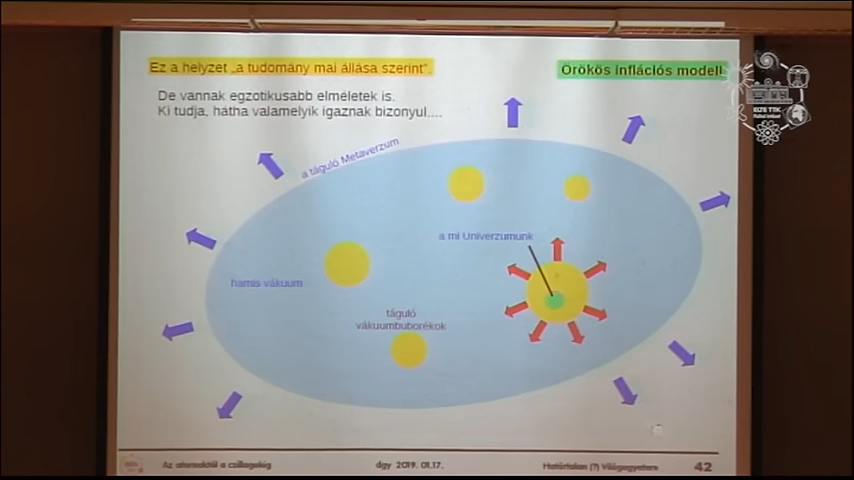 Ez a helyzet „a tudomány mai állása szerint”.
Örökös inflációs modell
De vannak egzotikusabb elméletek is.
Ki tudja, hátha valamelyik igaznak bizonyul....
a táguló Metaverzum
a mi Univerzumunk
hamis vákuum
táguló
vákuumbuborékok
ELTE TTK
Az atomoktól a csillagokig
dgy 2019. 01.17.
Határtalan (?) Világegyetem
42